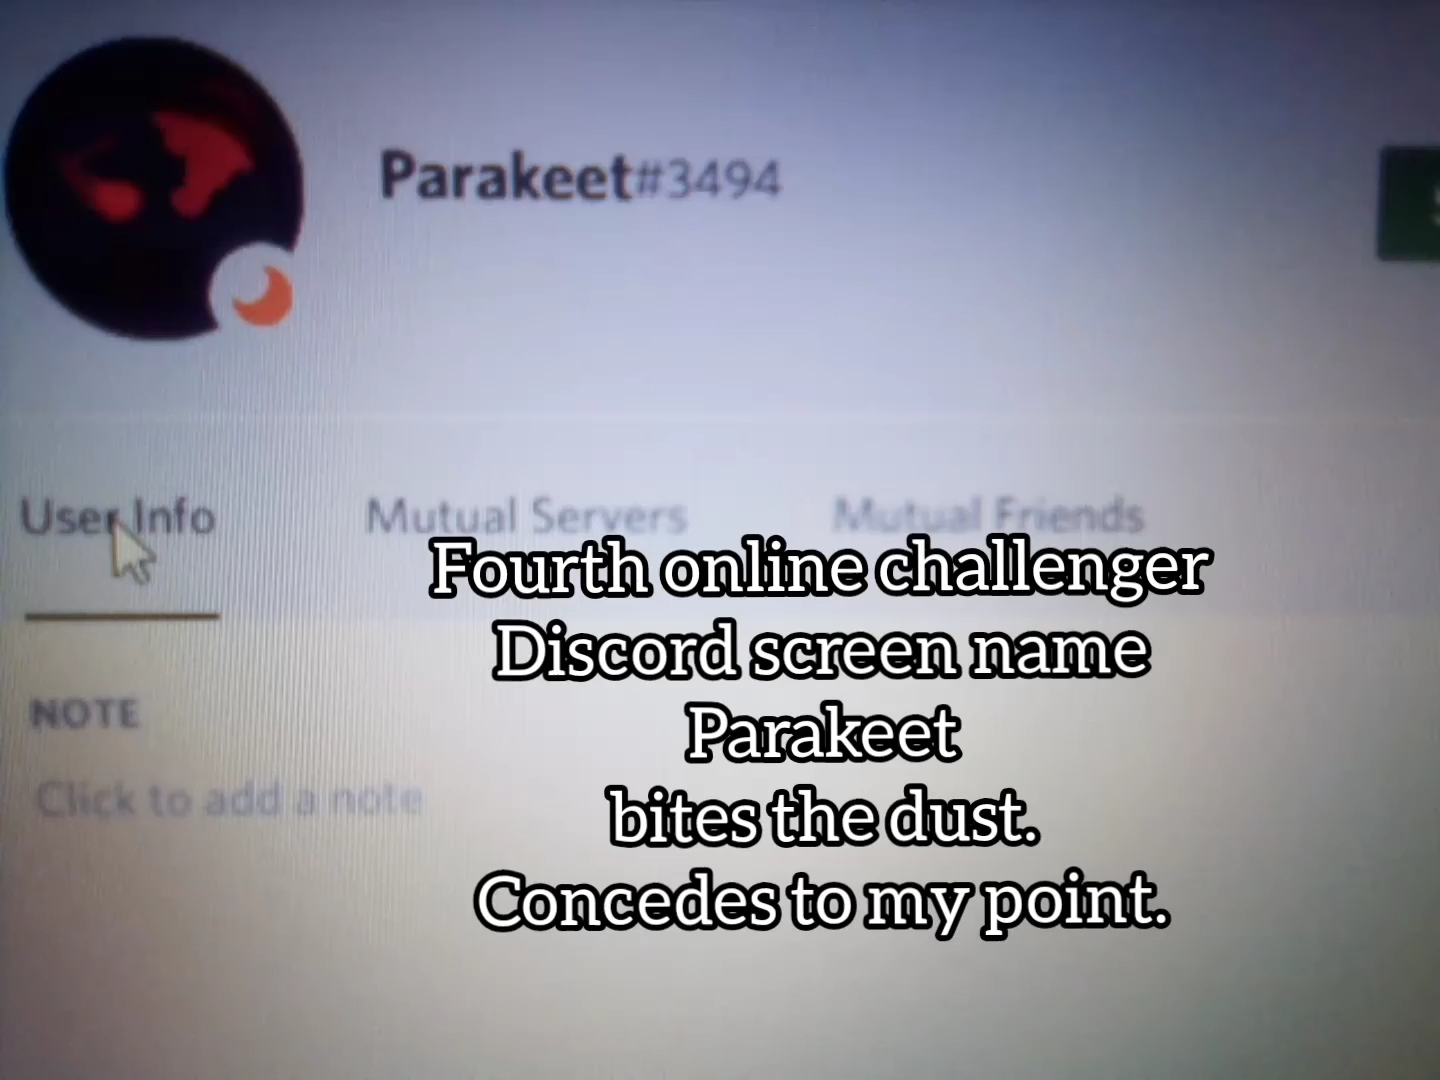 Parakeet#3494
User Info
Mutual Servers
Mutual Friends
NOTE
Click to add a note
Fourth online challenger
Discord screen name
Parakeet
bites the dust.
Concedes to my point.